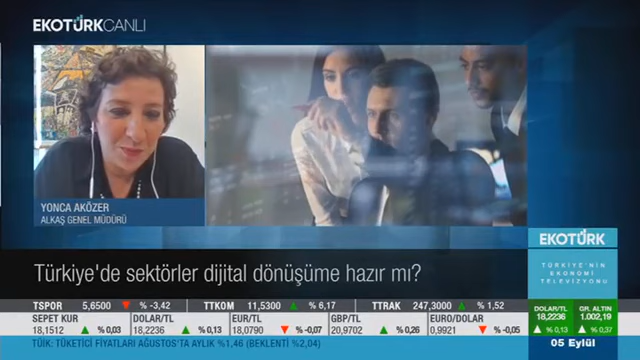 EKOTÜRK CANLI
YONCA AKÖZER
ALKAŞ GENEL MÜDÜRÜ
EKOTÜRK
TÜRKİYE'NİN
EKONOMİ
TELEVİZYONU
Türkiye'de sektörler dijital dönüşüme hazır mı?
TSPOR 5,6500 ▼ % -3,42 TTKOM 11,5300 ▲ % 6,17 TTRAK 247,3000 ▲ % 1,52
SEPET KUR DOLAR/TL EUR/TL GBP/TL EURO/DOLAR
18,1512 ▲ % 0,03 18,2236 ▲ % 0,13 18,0790 ▼ % -0,07 20,9702 ▲ % 0,26 0,9921 ▼ % -0,05
DOLAR/TL GR. ALTIN
18,2236 1.002,19
▲ % 0,13 ▲ % 0,37
TÜİK: TÜKETİCİ FİYATLARI AĞUSTOS'TA AYLIK %1,46 (BEKLENTİ %2,04)
05 Eylül